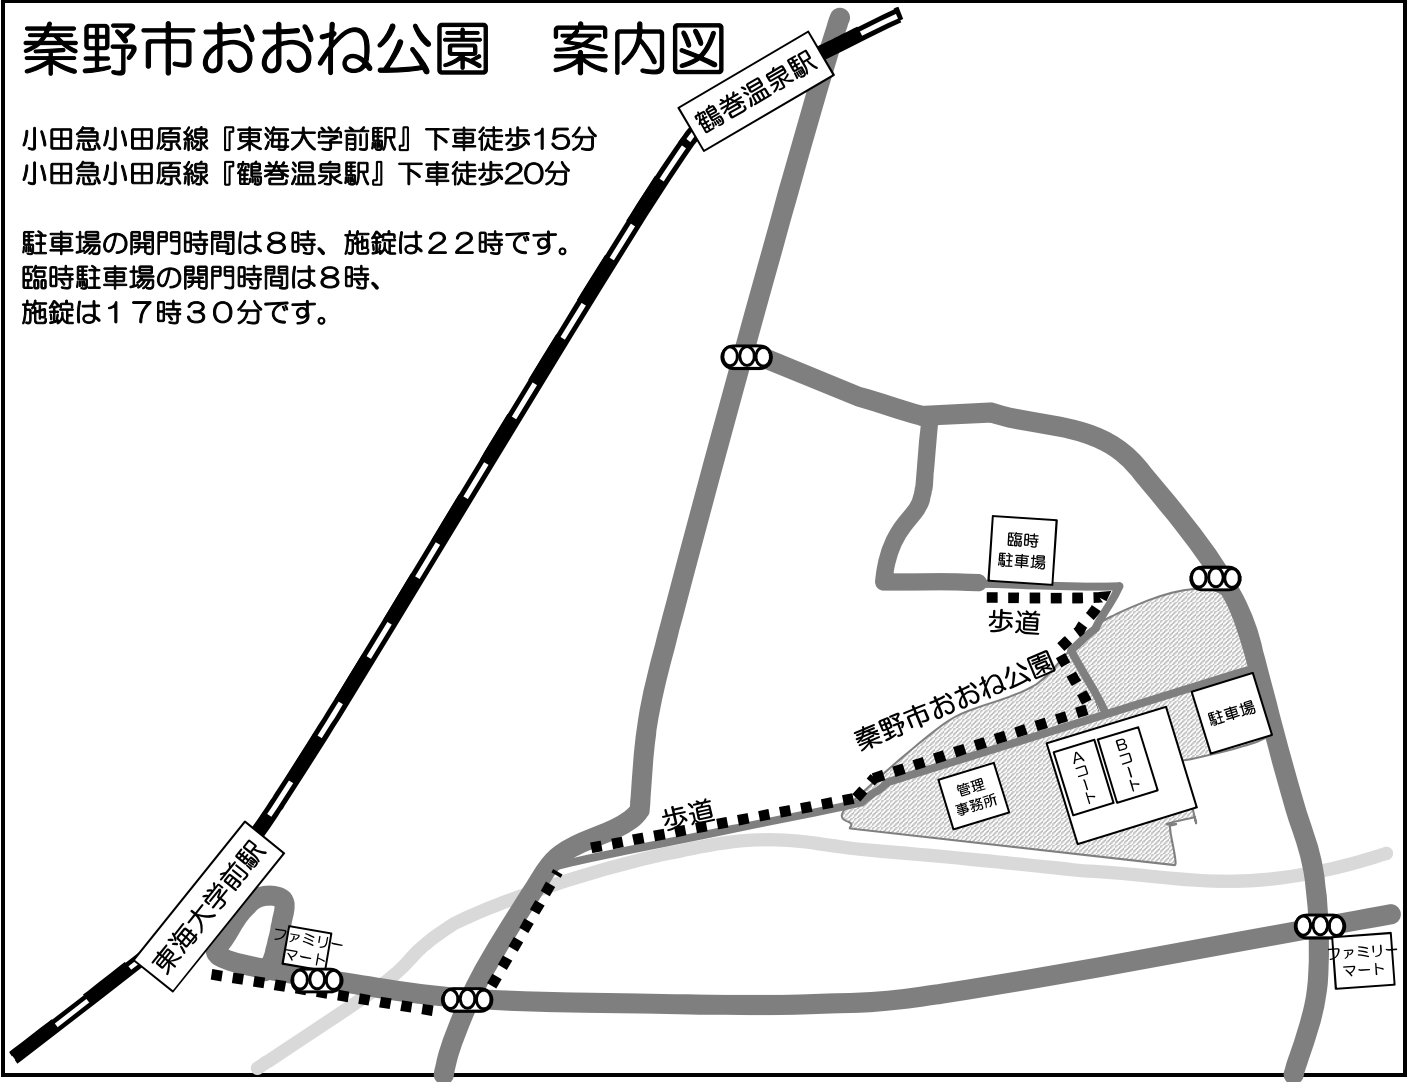 秦野市おおね公園　案内図
小田急小田原線『東海大学前駅』下車徒歩15分
小田急小田原線『鶴巻温泉駅』下車徒歩20分
駐車場の開門時間は８時、施錠は２２時です。
臨時駐車場の開門時間は８時、
施錠は１７時３０分です。
鶴巻温泉駅
臨時
駐車場
歩道
秦野市おおね公園
駐車場
Aコート
Bコート
管理
事務所
歩道
東海大学前駅
ファミリー
マート
ファミリー
マート